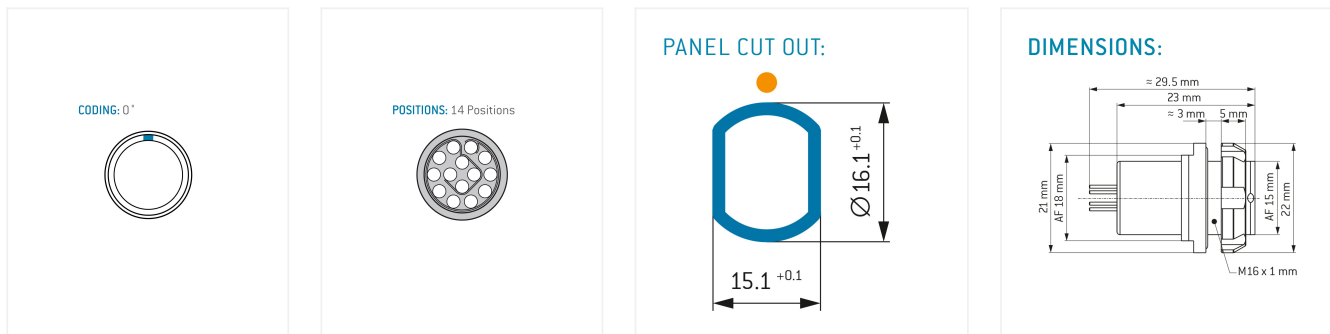 CODING: 0°
POSITIONS: 14 Positions
PANEL CUT OUT:
Ø16.1 +0.1
15.1 +0.1
DIMENSIONS:
≈ 29.5 mm
23 mm
≈ 3 mm 5 mm
21 mm
AF 18 mm
AF 15 mm
22 mm
M16 x 1 mm